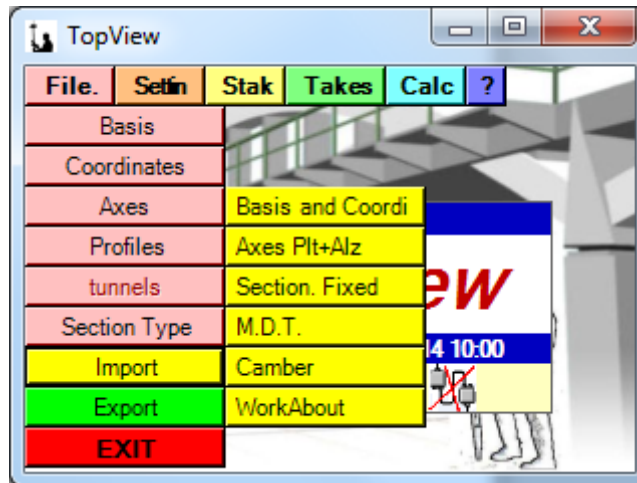 TopView
File. Settin Stak Takes Calc ?
Basis
Coordinates
Axes
Profiles
tunnels
Section Type
Import
Export
EXIT
Basis and Coordi
Axes Plt+Alz
Section. Fixed
M.D.T.
Camber
WorkAbout
ew
14 10:00